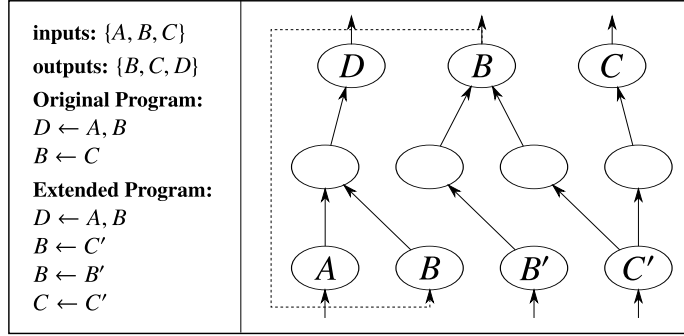 inputs: {A, B, C}
outputs: {B, C, D}
Original Program:
D ← A, B
B ← C
Extended Program:
D ← A, B
B ← C′
B ← B′
C ← C′
D B C
A B B′ C′